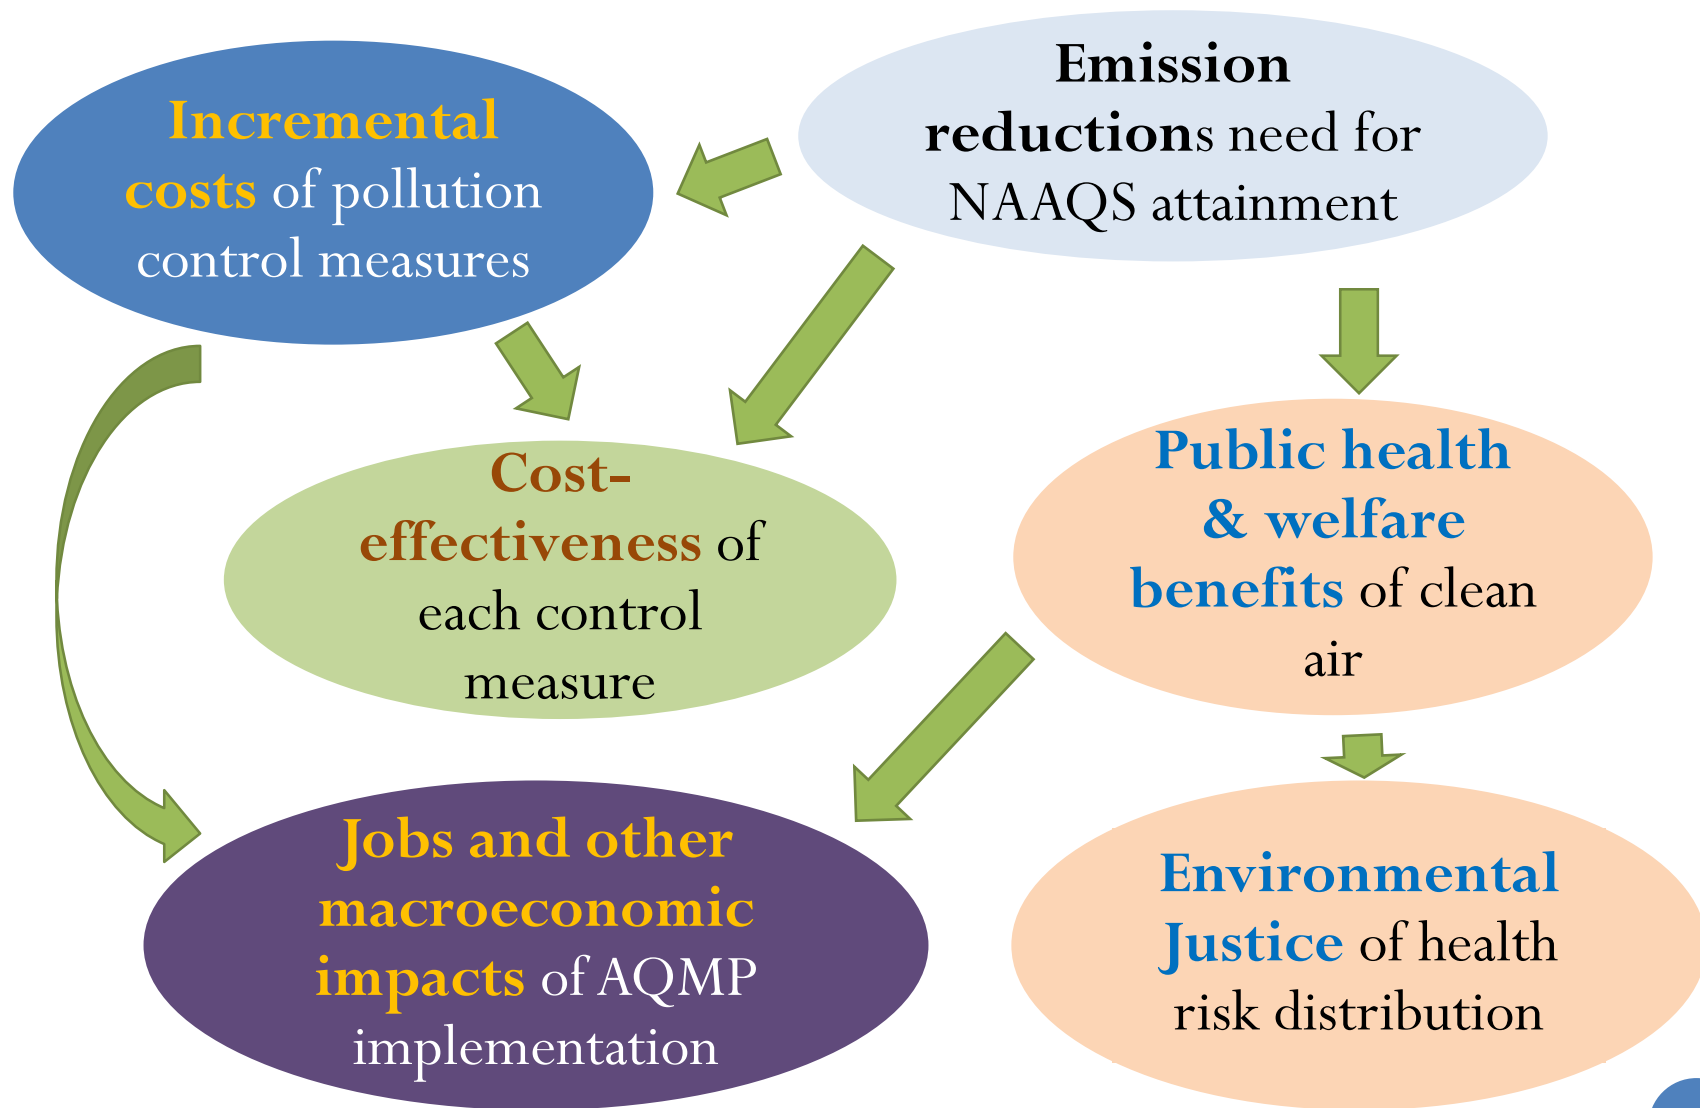 Incremental
costs of pollution
control measures
Emission
reductions need for
NAAQS attainment
Cost-
effectiveness of
each control
measure
Public health
& welfare
benefits of clean
air
Jobs and other
macroeconomic
impacts of AQMP
implementation
Environmental
Justice of health
risk distribution